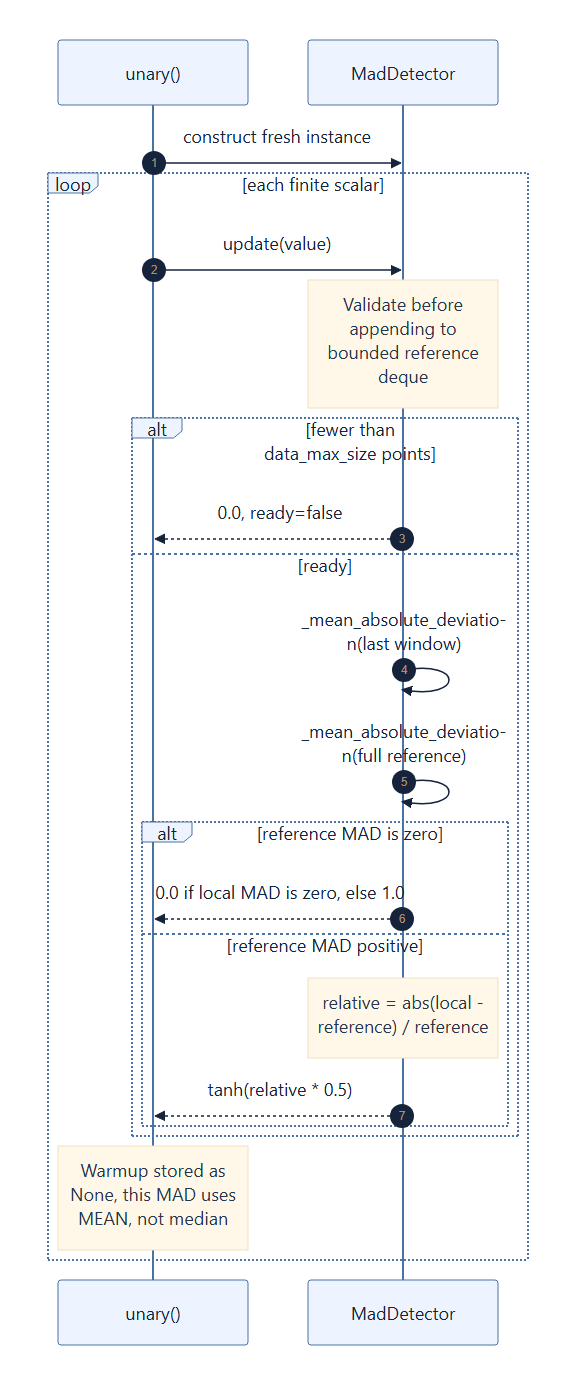 unary()
MadDetector
construct fresh instance
1
loop
[each finite scalar]
update(value)
2
Validate before
appending to
bounded reference
deque
alt
[fewer than
data_max_size points]
0.0, ready=false
3
[ready]
_mean_absolute_deviatio-
n(last window)
4
_mean_absolute_deviatio-
n(full reference)
5
alt
[reference MAD is zero]
0.0 if local MAD is zero, else 1.0
6
[reference MAD positive]
relative = abs(local -
reference) / reference
tanh(relative * 0.5)
7
Warmup stored as
None, this MAD uses
MEAN, not median
unary()
MadDetector